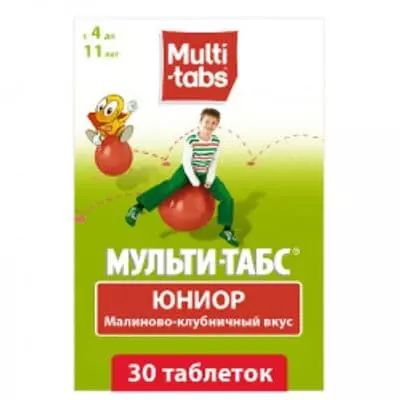 с 4 до
11 лет
Multi
-tabs®
МУЛЬТИ-ТАБС®
ЮНИОР
Малиново-клубничный вкус
30 таблеток